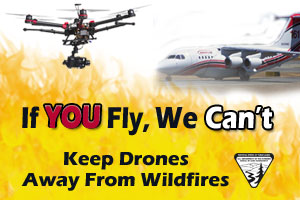 If YOU Fly, We Can't
Keep Drones
Away From Wildfires